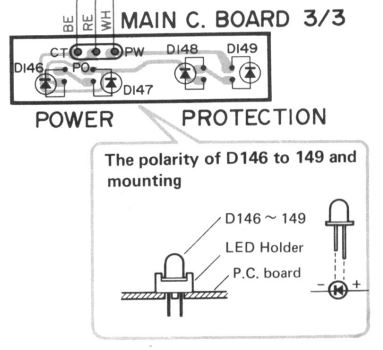 BE RE WH
MAIN C. BOARD 3/3
CT PO PW
D148 D149
D146 D147
POWER PROTECTION
The polarity of D146 to 149 and
mounting
D146 ~ 149
LED Holder
P.C. board
− +